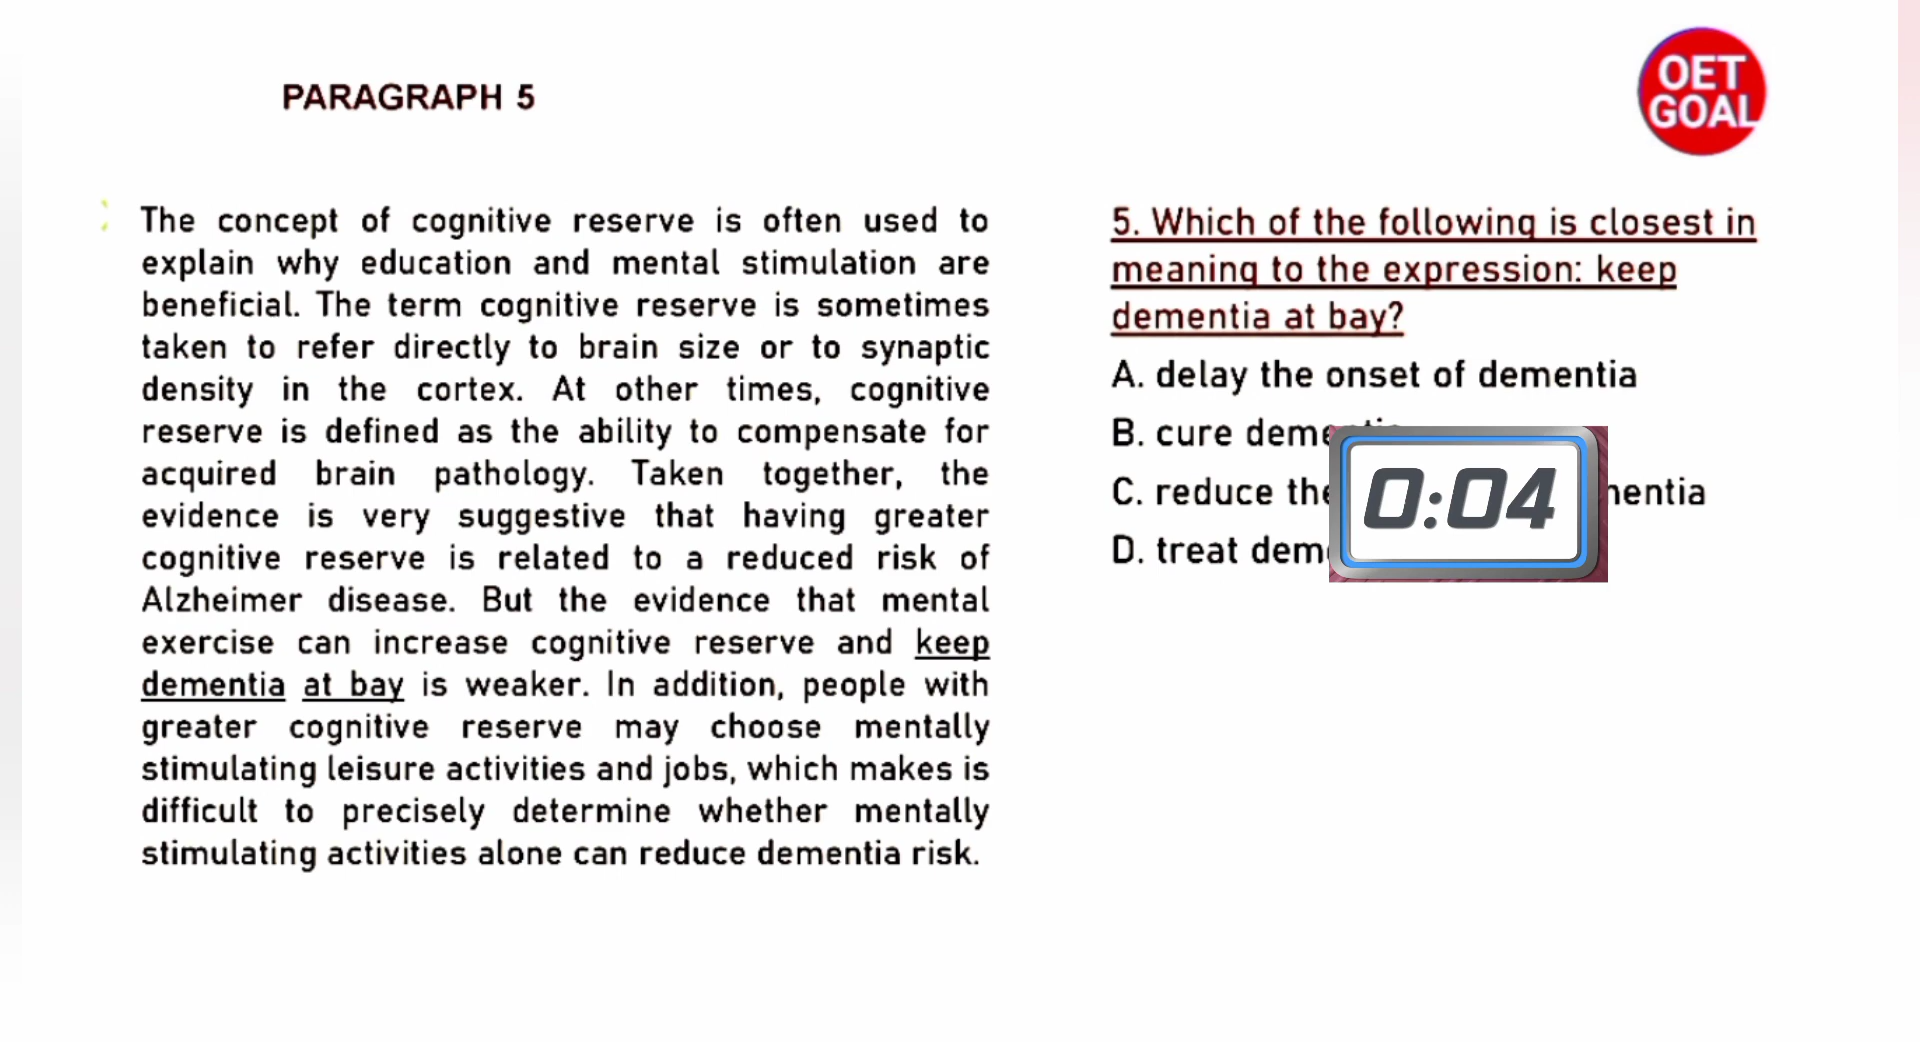 PARAGRAPH 5
OET
GOAL
The concept of cognitive reserve is often used to
explain why education and mental stimulation are
beneficial. The term cognitive reserve is sometimes
taken to refer directly to brain size or to synaptic
density in the cortex. At other times, cognitive
reserve is defined as the ability to compensate for
acquired brain pathology. Taken together, the
evidence is very suggestive that having greater
cognitive reserve is related to a reduced risk of
Alzheimer disease. But the evidence that mental
exercise can increase cognitive reserve and keep
dementia at bay is weaker. In addition, people with
greater cognitive reserve may choose mentally
stimulating leisure activities and jobs, which makes is
difficult to precisely determine whether mentally
stimulating activities alone can reduce dementia risk.
5. Which of the following is closest in
meaning to the expression: keep
dementia at bay?
A. delay the onset of dementia
B. cure
C. reduce
D. treat
0:04